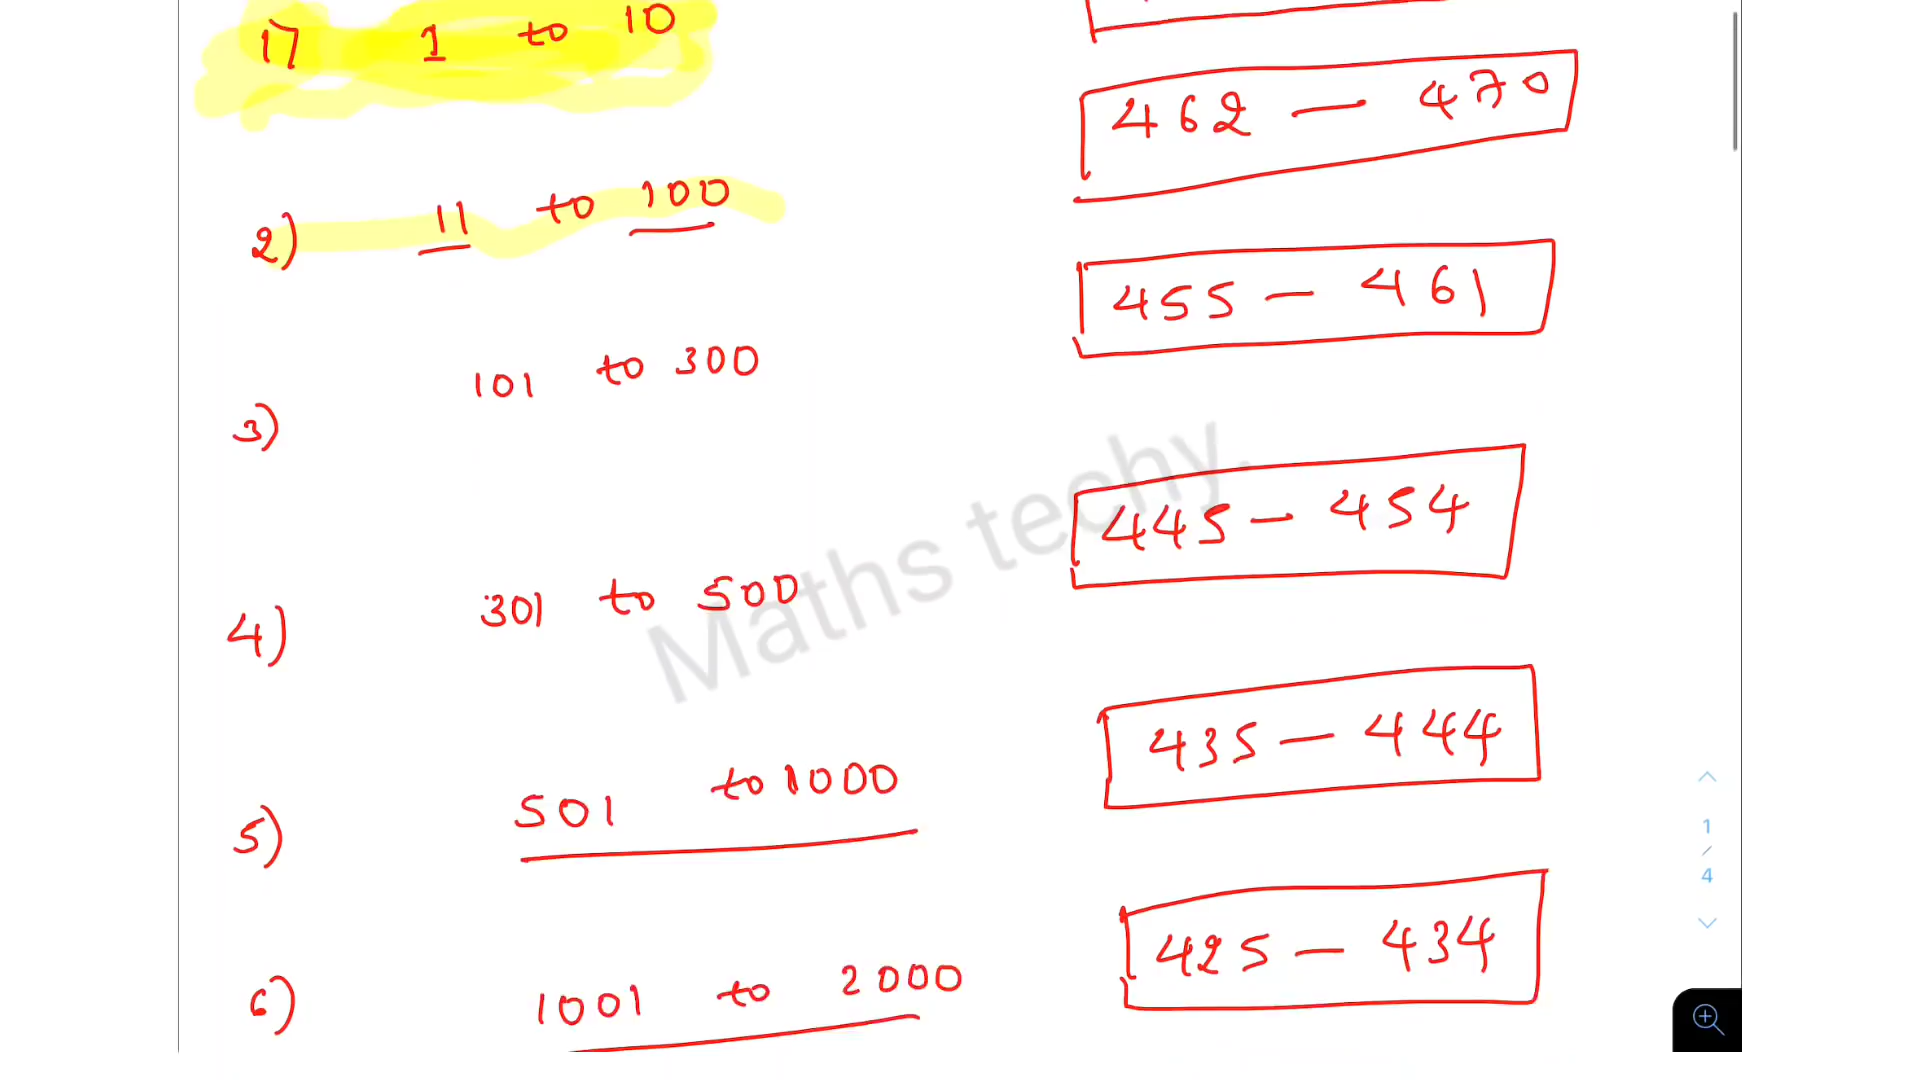 1) 1 to 10
462 — 470
2) 11 to 100
455 — 461
3) 101 to 300
445 — 454
4) 301 to 500
435 — 444
5) 501 to 1000
425 — 434
6) 1001 to 2000
Maths techy.
1
/
4